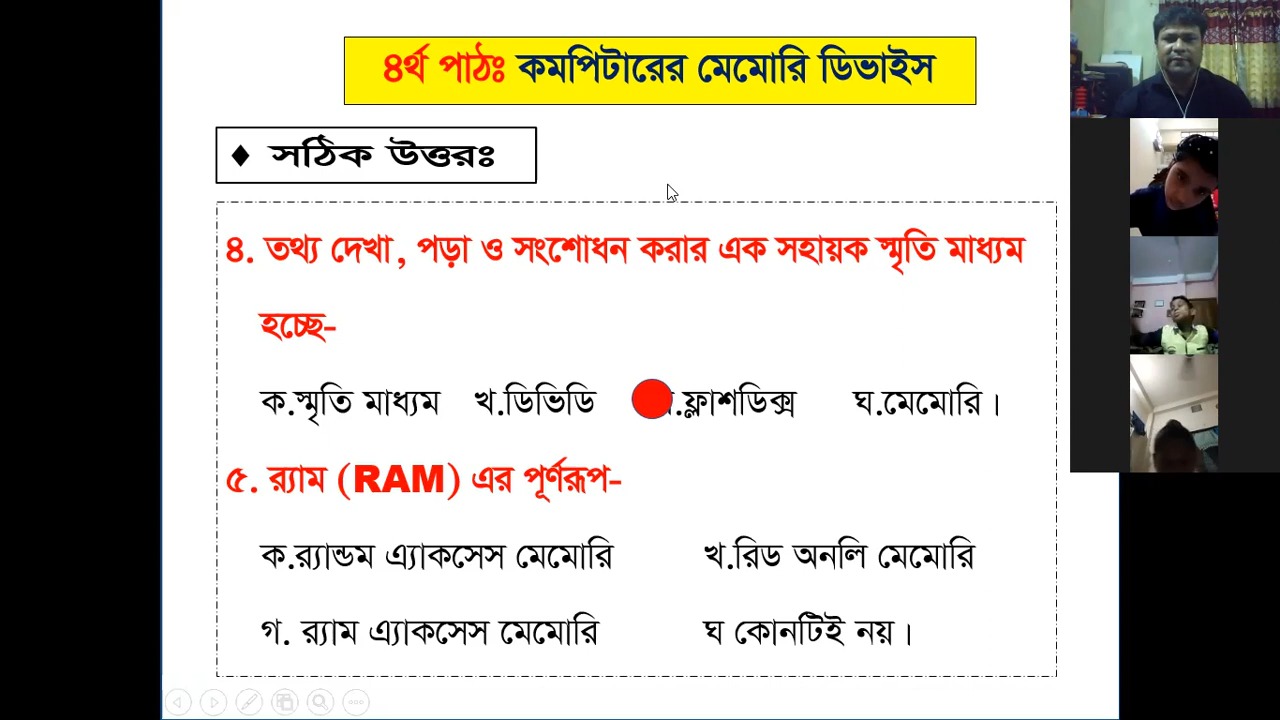 ৪র্থ পাঠঃ কমপিটারের মেমোরি ডিভাইস
♦ সঠিক উত্তরঃ
৪. তথ্য দেখা, পড়া ও সংশোধন করার এক সহায়ক স্মৃতি মাধ্যম
হচ্ছে-
ক.স্মৃতি মাধ্যম খ.ডিভিডি .ফ্লাশডিক্স ঘ.মেমোরি।
৫. র‍্যাম (RAM) এর পূর্ণরূপ-
ক.র‍্যান্ডম এ্যাকসেস মেমোরি খ.রিড অনলি মেমোরি
গ. র‍্যাম এ্যাকসেস মেমোরি ঘ কোনটিই নয়।